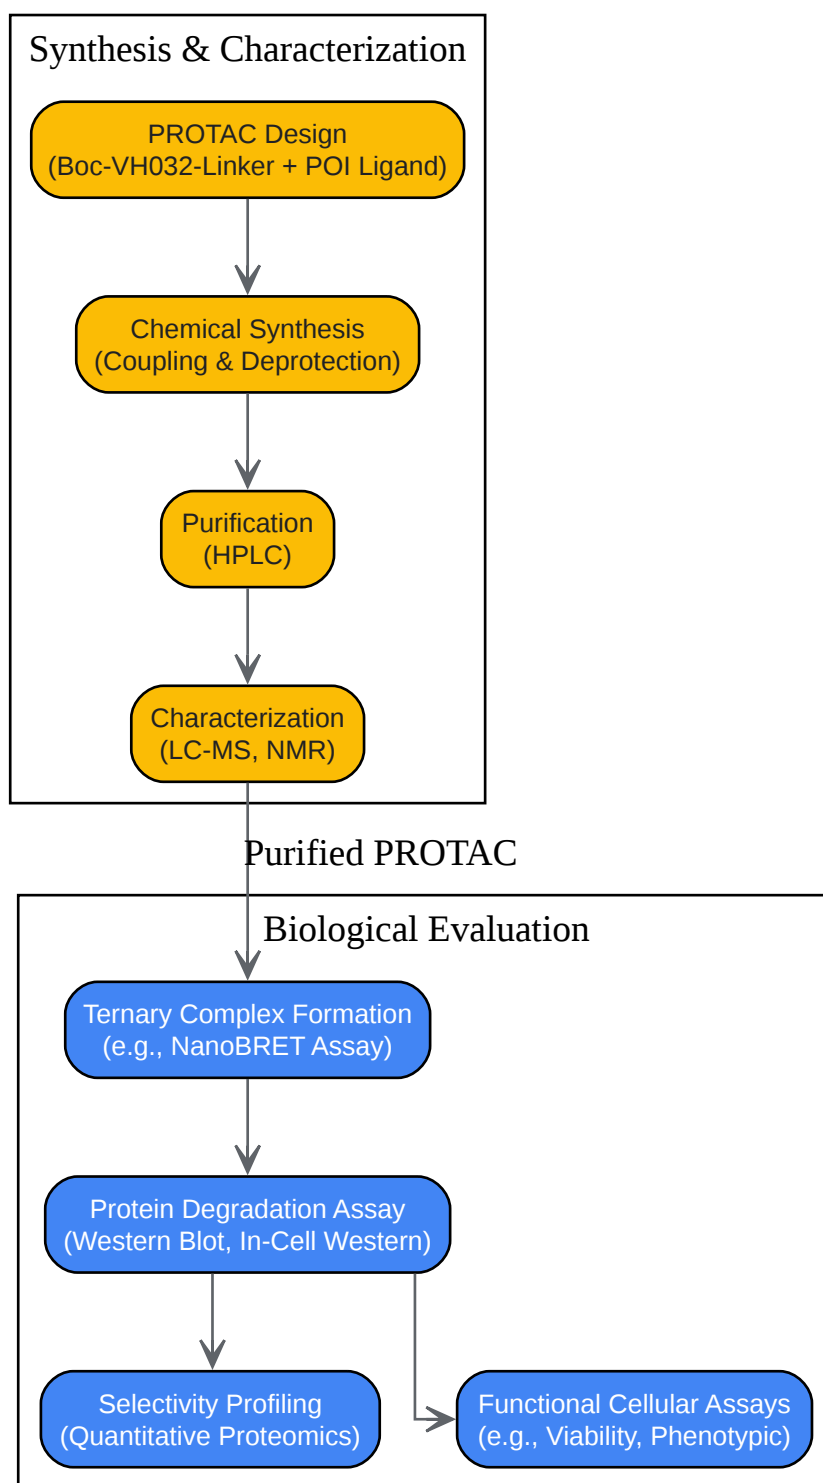 Synthesis & Characterization
PROTAC Design
(Boc-VH032-Linker + POI Ligand)
Chemical Synthesis
(Coupling & Deprotection)
Purification
(HPLC)
Characterization
(LC-MS, NMR)
Purified PROTAC
Biological Evaluation
Ternary Complex Formation
(e.g., NanoBRET Assay)
Protein Degradation Assay
(Western Blot, In-Cell Western)
Selectivity Profiling
(Quantitative Proteomics)
Functional Cellular Assays
(e.g., Viability, Phenotypic)